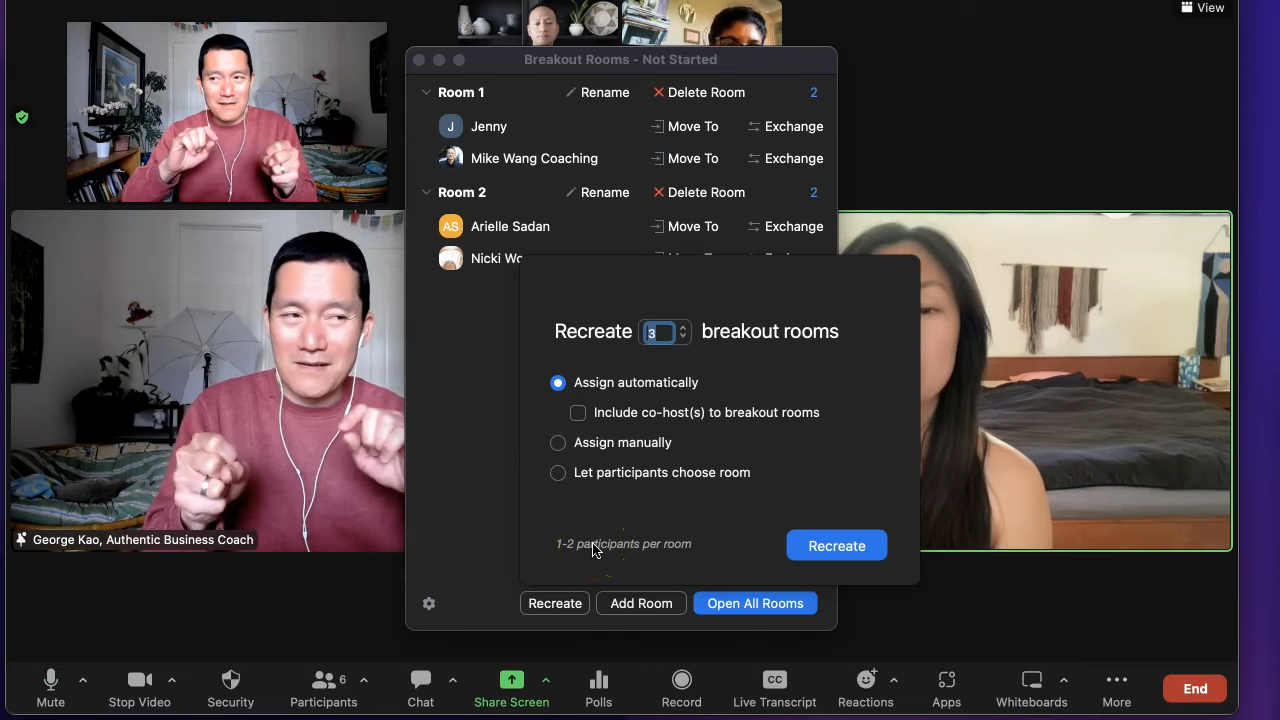 View
Breakout Rooms - Not Started
Room 1 Rename Delete Room 2
J Jenny Move To Exchange
Mike Wang Coaching Move To Exchange
Room 2 Rename Delete Room 2
AS Arielle Sadan Move To Exchange
Nicki
Recreate 3 breakout rooms
Assign automatically
Include co-host(s) to breakout rooms
Assign manually
Let participants choose room
1-2 participants per room
Recreate
George Kao, Authentic Business Coach
Recreate Add Room Open All Rooms
6
CC
Mute Stop Video Security Participants Chat Share Screen Polls Record Live Transcript Reactions Apps Whiteboards More End